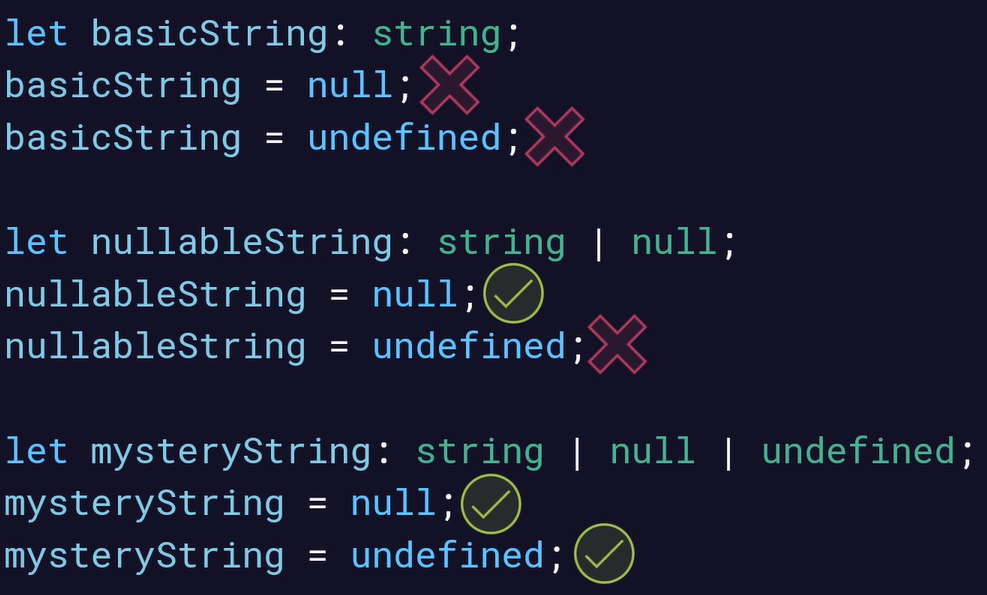 let basicString: string;
basicString = null;
basicString = undefined;
let nullableString: string | null;
nullableString = null;
nullableString = undefined;
let mysteryString: string | null | undefined;
mysteryString = null;
mysteryString = undefined;